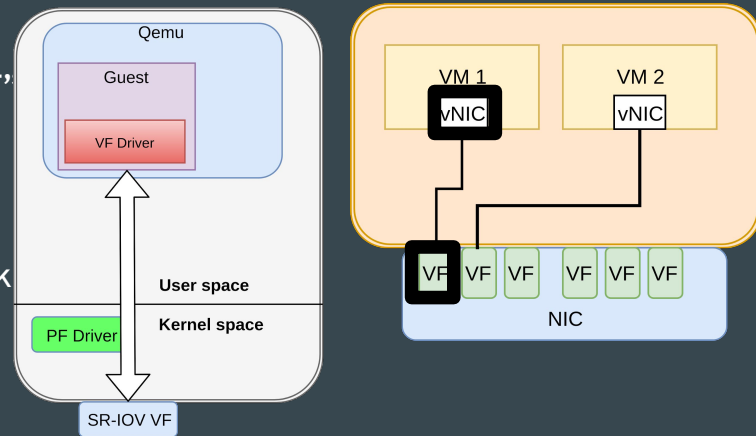 Qemu
Guest
VF Driver
User space
Kernel space
PF Driver
SR-IOV VF
VM 1
vNIC
VM 2
vNIC
VF
VF
VF
VF
VF
VF
NIC